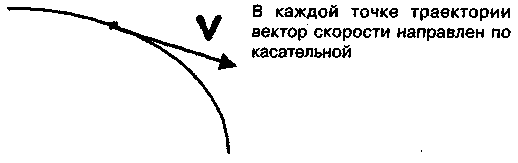 V
В каждой точке траектории
вектор скорости направлен по
касательной